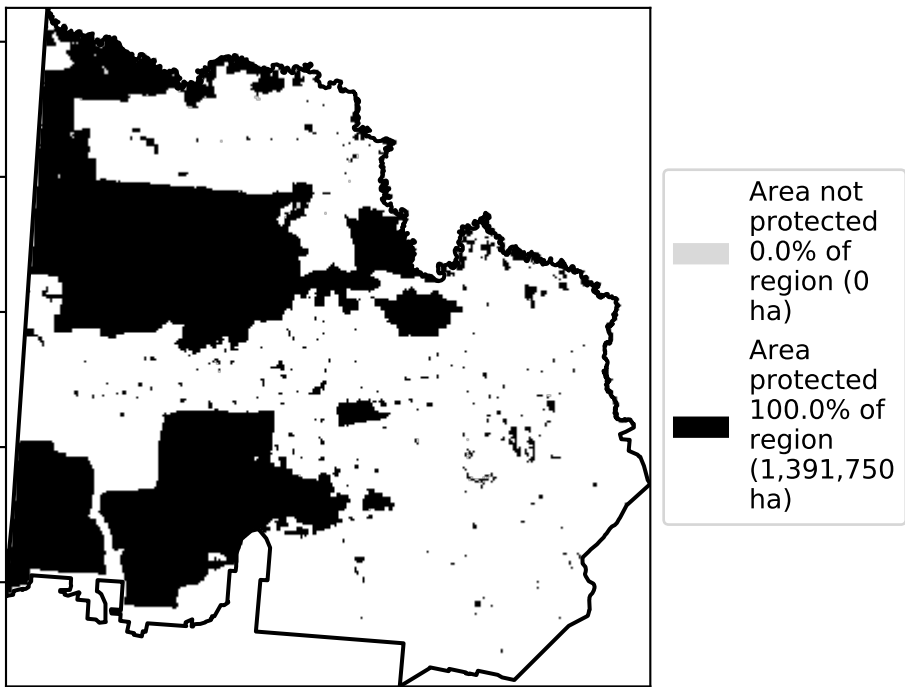 Area not
protected
0.0% of
region (0
ha)
Area
protected
100.0% of
region
(1,391,750
ha)